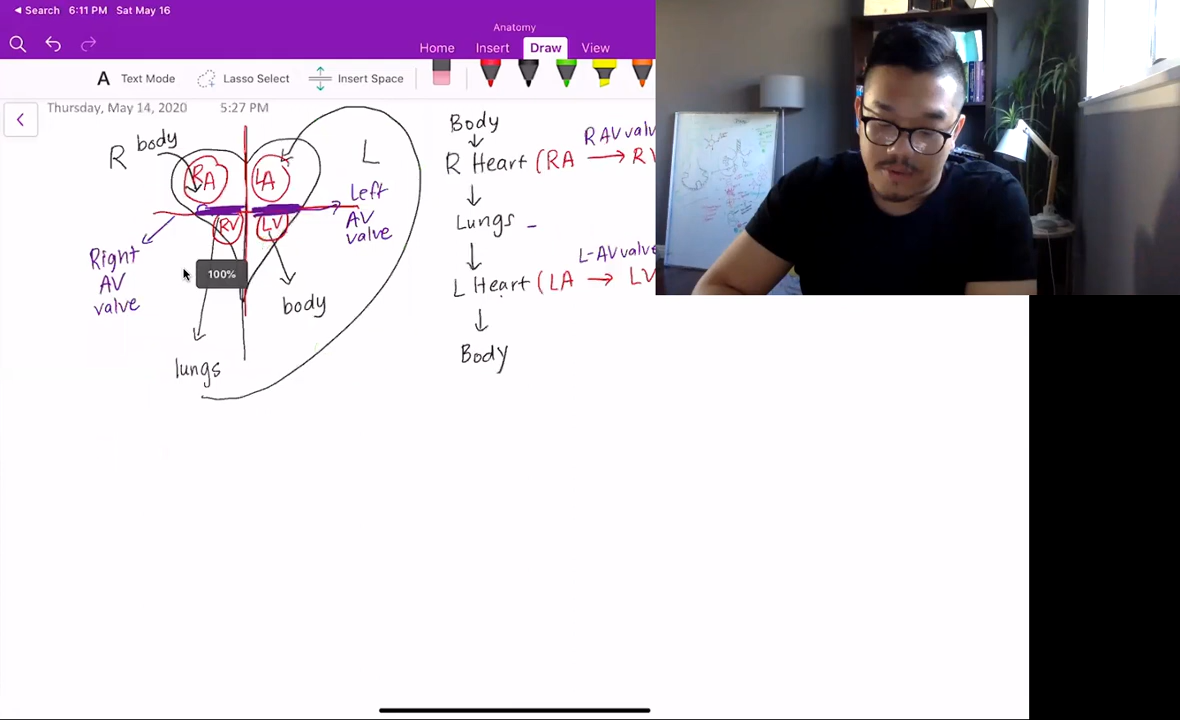 Search 6:11 PM Sat May 16
Anatomy
Home Insert Draw View
A Text Mode Lasso Select Insert Space
Thursday, May 14, 2020 5:27 PM
R body
RA LA L
RV LV
Left
AV
valve
Right
AV
valve
100%
body
lungs
Body
R AV valv
R Heart (RA → RV
Lungs -
L-AV valve
L Heart (LA → LV
Body